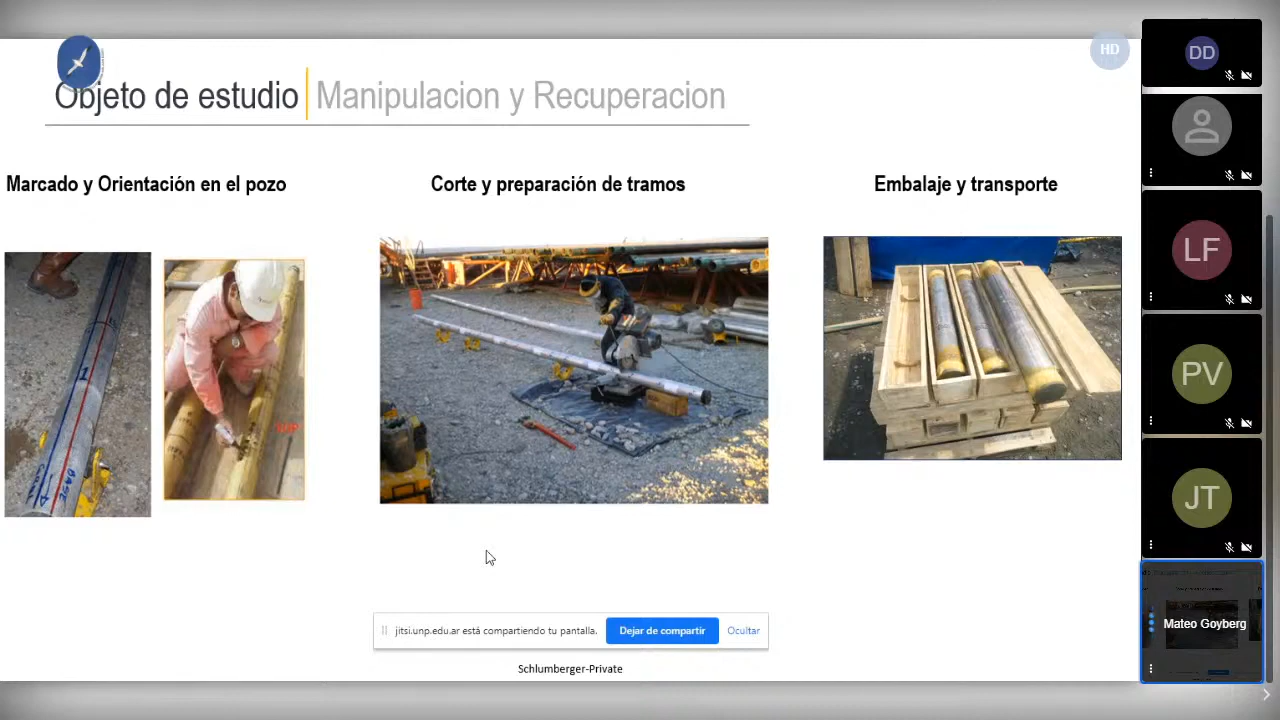 Objeto de estudio Manipulacion y Recuperacion
HD
Marcado y Orientación en el pozo
Corte y preparación de tramos
Embalaje y transporte
BASE
jitsi.unp.edu.ar está compartiendo tu pantalla.
Dejar de compartir
Ocultar
Schlumberger-Private
DD
LF
PV
JT
Mateo Goyberg